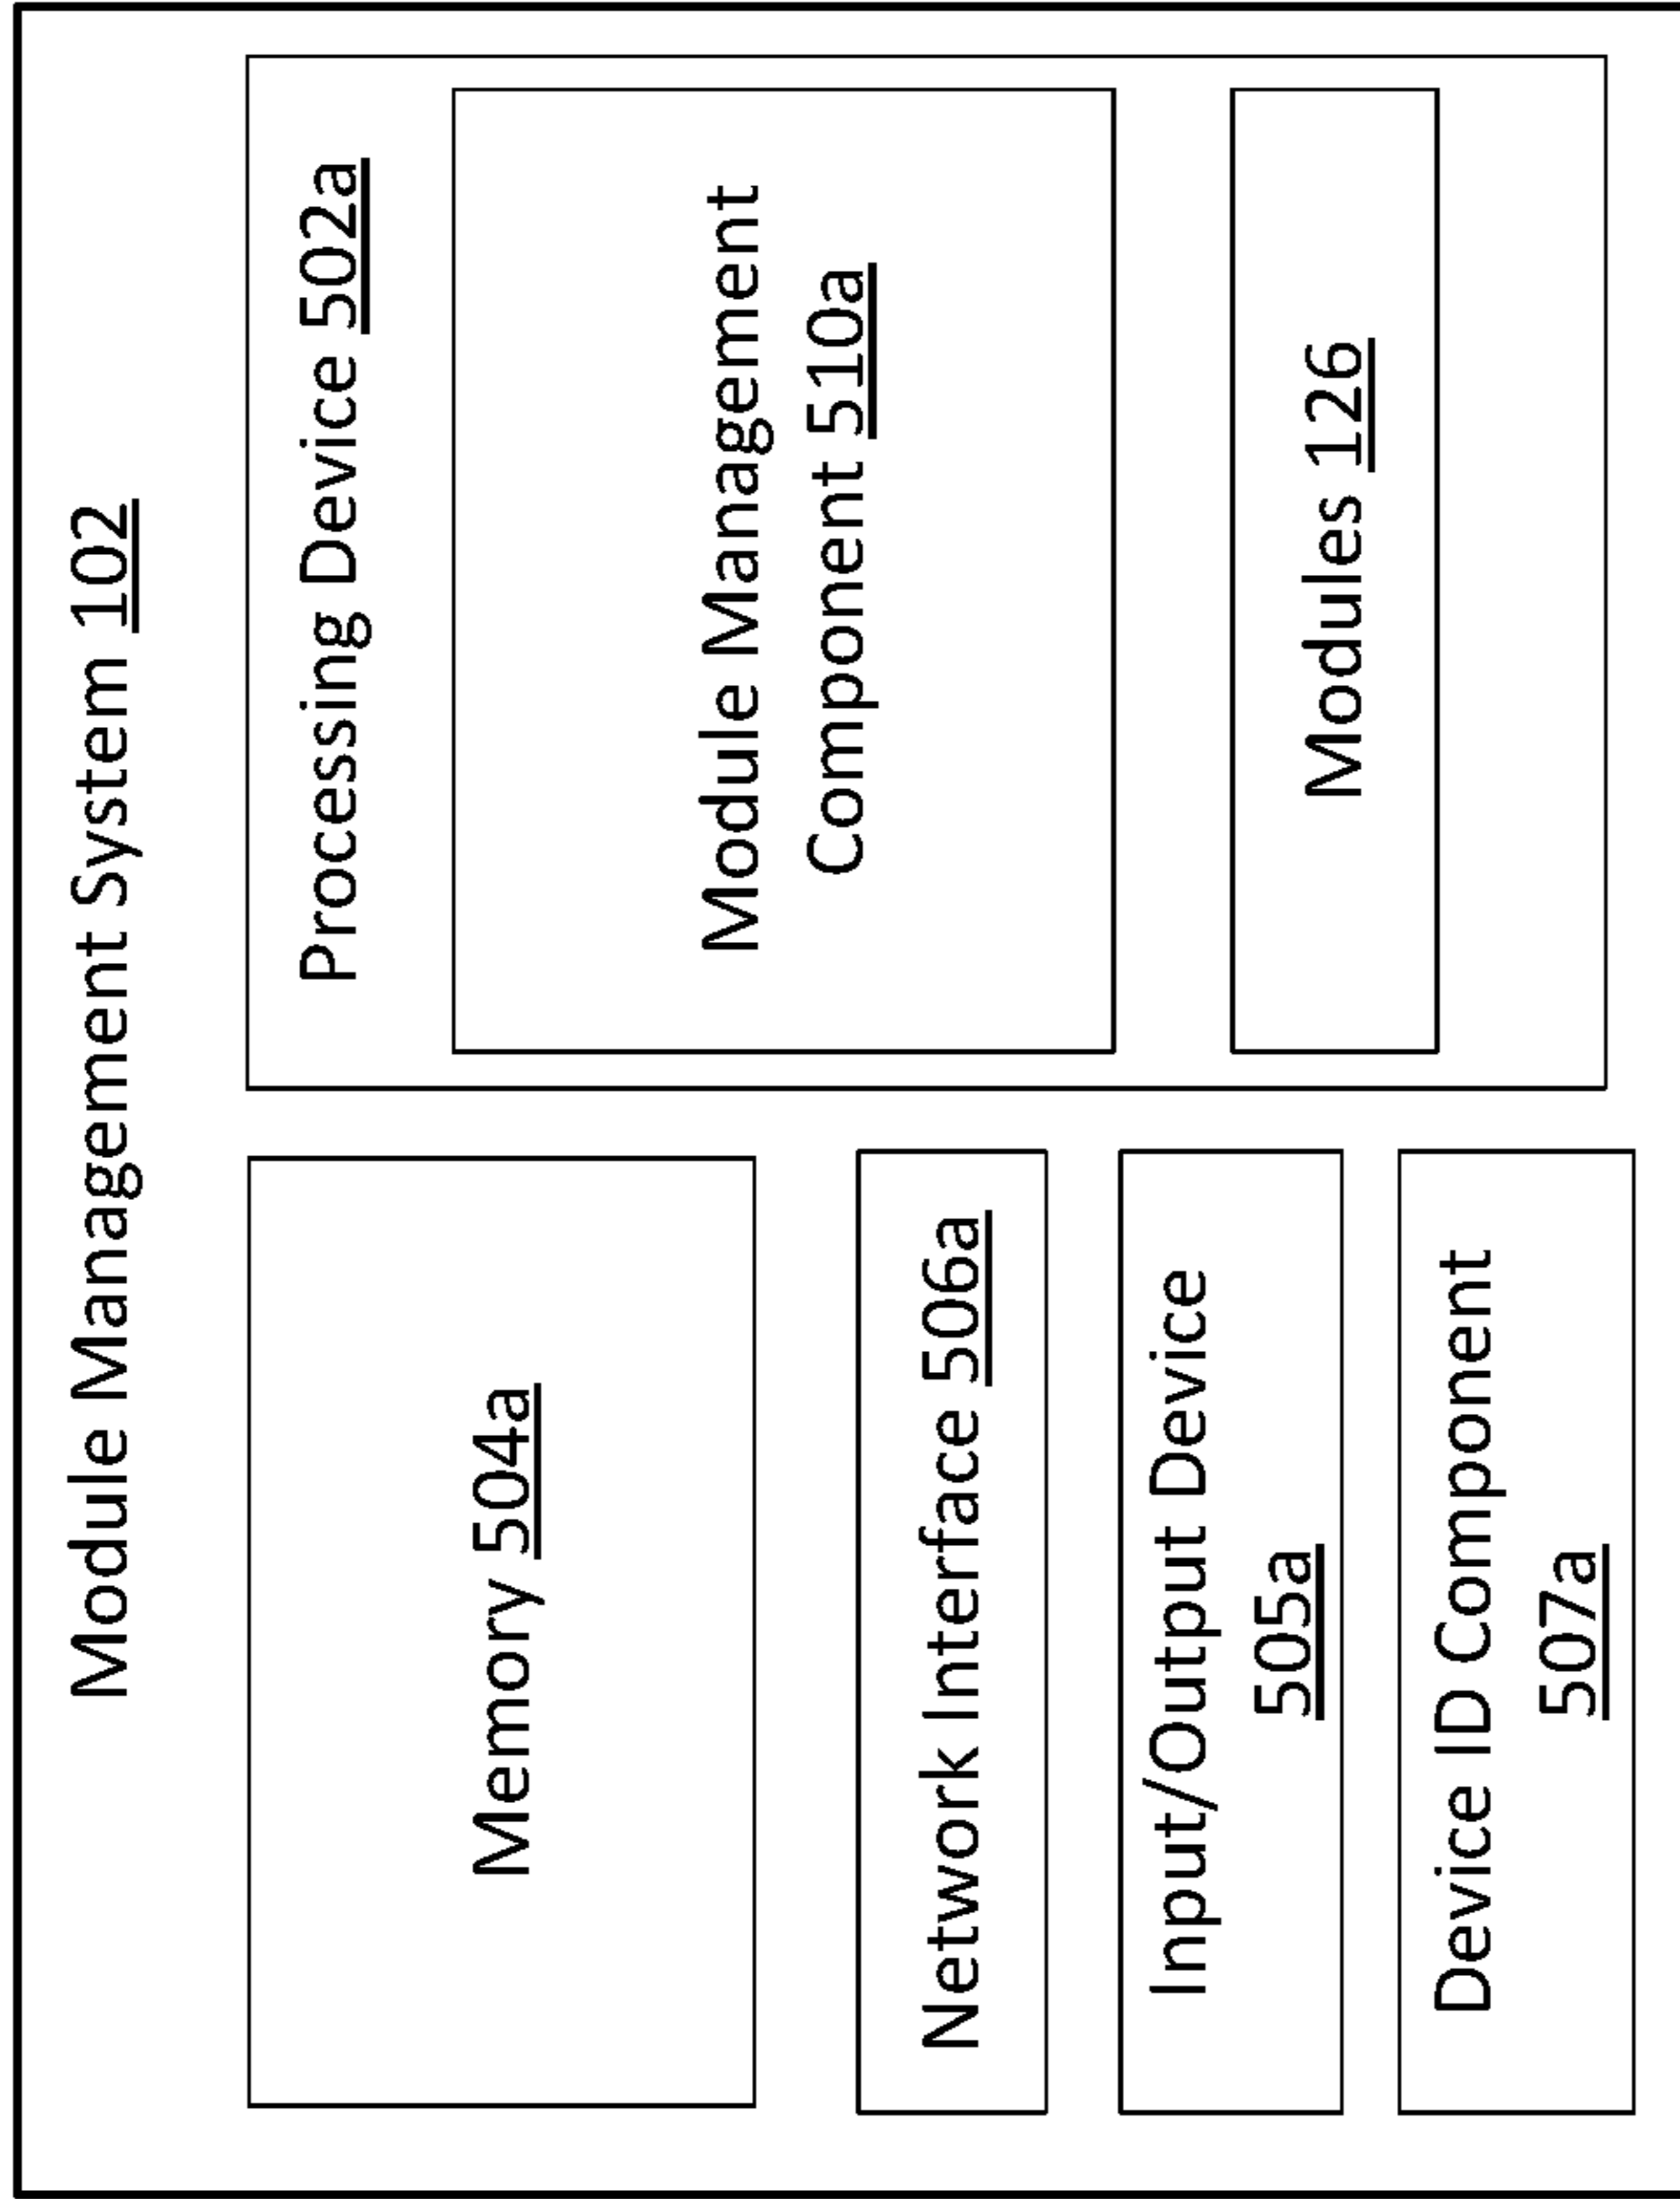 Module Management System 102
Memory 504a
Network Interface 506a
Input/Output Device
505a
Device ID Component
507a
Processing Device 502a
Module Management
Component 510a
Modules 126